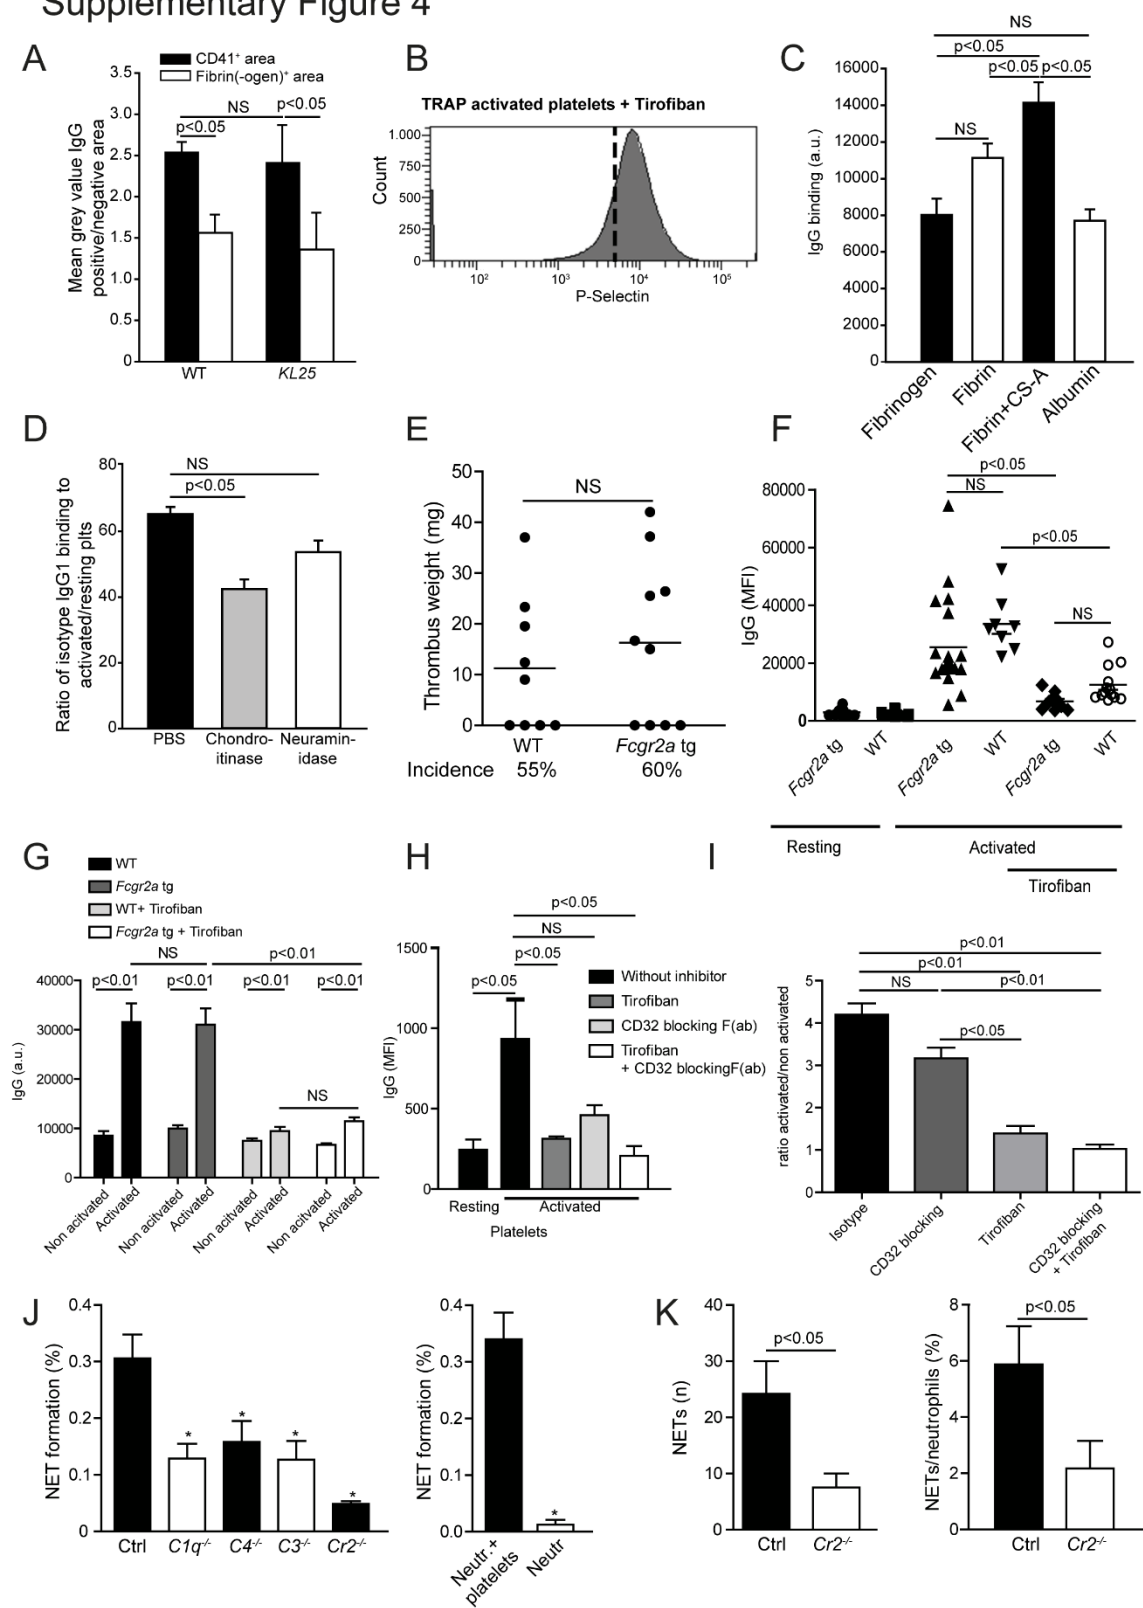 Supplementary Figure 4
A
CD41+ area
Fibrin(-ogen)+ area
3.5
3.0
2.5
2.0
1.5
1.0
0.5
0
Mean grey value IgG
positive/negative area
NS
p<0.05
p<0.05
WT
KL25
B
TRAP activated platelets + Tirofiban
1.000
750
500
250
0
Count
10²
10³
10⁴
10⁵
P-Selectin
C
NS
p<0.05
p<0.05
p<0.05
NS
16000
14000
12000
10000
8000
6000
4000
2000
0
IgG binding (a.u.)
Fibrinogen
Fibrin
Fibrin+CS-A
Albumin
D
80
60
40
20
0
Ratio of isotype IgG1 binding to
activated/resting plts
NS
p<0.05
PBS
Chondro-
itinase
Neuramin-
idase
E
50
40
30
20
10
0
Thrombus weight (mg)
NS
WT
Fcgr2a tg
Incidence 55% 60%
F
80000
60000
40000
20000
0
IgG (MFI)
p<0.05
NS
p<0.05
NS
Fcgr2a tg
WT
Fcgr2a tg
WT
Fcgr2a tg
WT
Resting
Activated
Tirofiban
G
WT
Fcgr2a tg
WT+ Tirofiban
Fcgr2a tg + Tirofiban
NS
p<0.01
p<0.01
p<0.01
p<0.01
p<0.01
NS
40000
30000
20000
10000
0
IgG (a.u.)
Non acitvated
Activated
Non acitvated
Activated
Non acitvated
Activated
Non acitvated
Activated
H
p<0.05
NS
p<0.05
p<0.05
1500
1000
500
0
IgG (MFI)
Without inhibitor
Tirofiban
CD32 blocking F(ab)
Tirofiban
+ CD32 blockingF(ab)
Resting
Activated
Platelets
I
p<0.01
p<0.01
NS
p<0.01
p<0.05
5
4
3
2
1
0
ratio activated/non activated
Isotype
CD32 blocking
Tirofiban
CD32 blocking
+ Tirofiban
J
0.4
0.3
0.2
0.1
0
NET formation (%)
*
*
*
*
Ctrl
C1q-/-
C4-/-
C3-/-
Cr2-/-
0.4
0.3
0.2
0.1
0.0
NET formation (%)
*
Neutr.+
platelets
Neutr
K
40
30
20
10
0
NETs (n)
p<0.05
Ctrl
Cr2-/-
8
6
4
2
0
NETs/neutrophils (%)
p<0.05
Ctrl
Cr2-/-